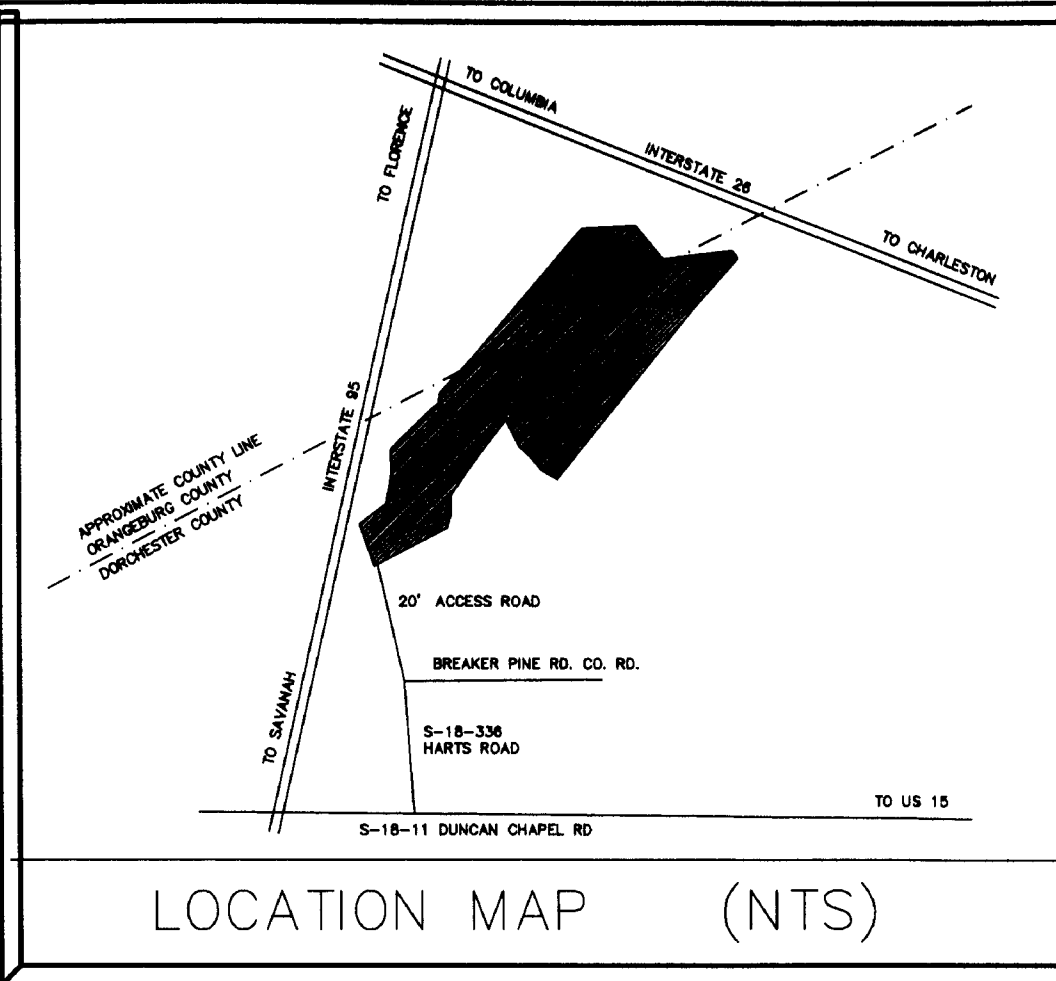 TO COLUMBIA
INTERSTATE 26
TO CHARLESTON
TO FLORENCE
INTERSTATE 95
APPROXIMATE COUNTY LINE
ORANGEBURG COUNTY
DORCHESTER COUNTY
20' ACCESS ROAD
BREAKER PINE RD. CO. RD.
TO SAVANAH
S-18-336
HARTS ROAD
TO US 15
S-18-11 DUNCAN CHAPEL RD
LOCATION MAP (NTS)